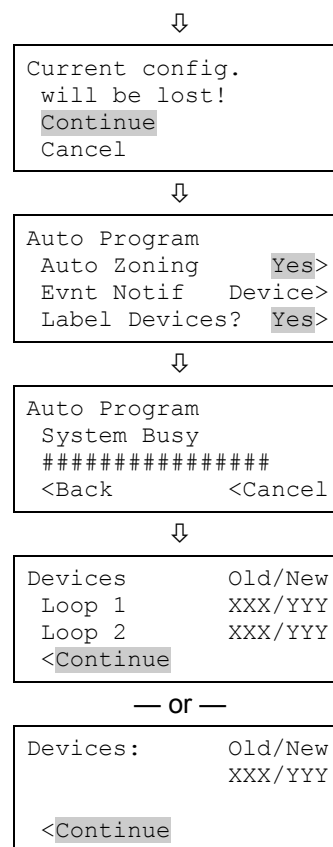 ⇩
Current config.
will be lost!
Continue
Cancel
⇩
Auto Program
Auto Zoning Yes>
Evnt Notif Device>
Label Devices? Yes>
⇩
Auto Program
System Busy
################
<Back <Cancel
⇩
Devices Old/New
Loop 1 XXX/YYY
Loop 2 XXX/YYY
<Continue
— or —
Devices: Old/New
XXX/YYY
<Continue